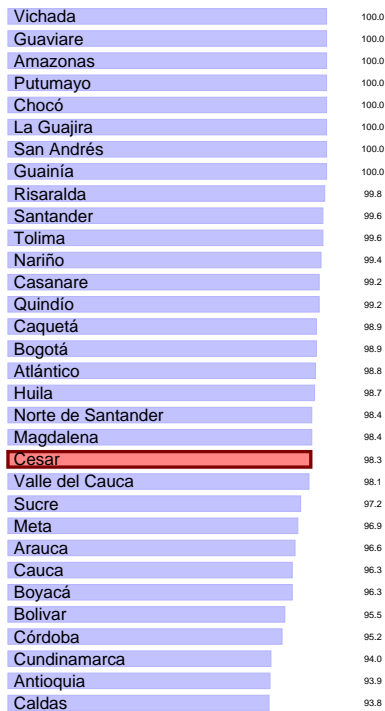 Vichada 100.0
Guaviare 100.0
Amazonas 100.0
Putumayo 100.0
Chocó 100.0
La Guajira 100.0
San Andrés 100.0
Guainía 100.0
Risaralda 99.8
Santander 99.6
Tolima 99.6
Nariño 99.4
Casanare 99.2
Quindío 99.2
Caquetá 98.9
Bogotá 98.9
Atlántico 98.8
Huila 98.7
Norte de Santander 98.4
Magdalena 98.4
Cesar 98.3
Valle del Cauca 98.1
Sucre 97.2
Meta 96.9
Arauca 96.6
Cauca 96.3
Boyacá 96.3
Bolivar 95.5
Córdoba 95.2
Cundinamarca 94.0
Antioquia 93.9
Caldas 93.8